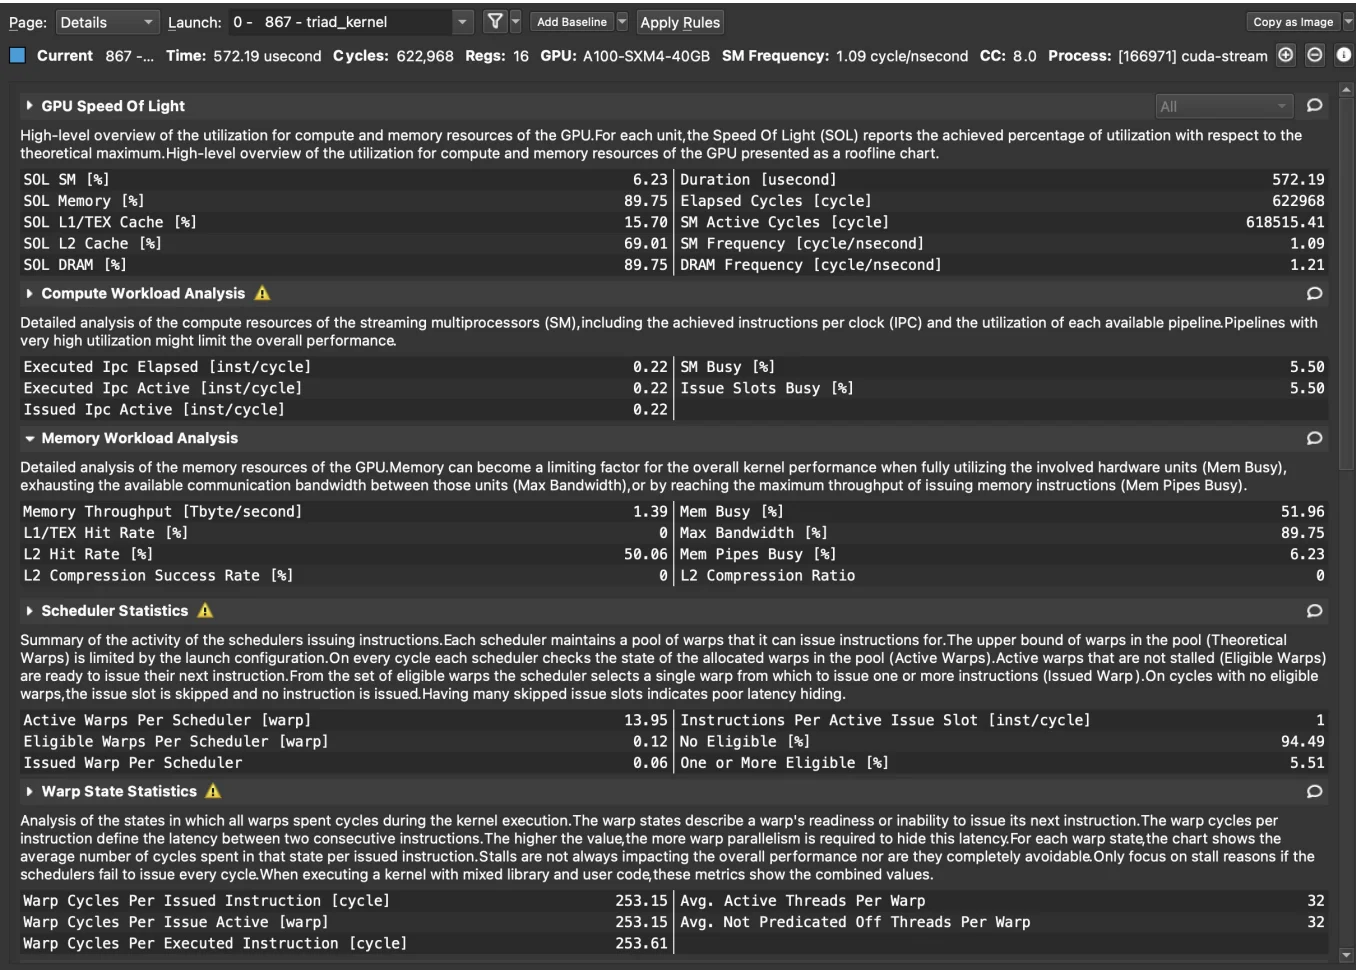 Page: Details Launch: 0 - 867 - triad_kernel Add Baseline Apply Rules Copy as Image
Current 867 -... Time: 572.19 usecond Cycles: 622,968 Regs: 16 GPU: A100-SXM4-40GB SM Frequency: 1.09 cycle/nsecond CC: 8.0 Process: [166971] cuda-stream
GPU Speed Of Light All
High-level overview of the utilization for compute and memory resources of the GPU.For each unit,the Speed Of Light (SOL) reports the achieved percentage of utilization with respect to the
theoretical maximum.High-level overview of the utilization for compute and memory resources of the GPU presented as a roofline chart.
SOL SM [%] 6.23 Duration [usecond] 572.19
SOL Memory [%] 89.75 Elapsed Cycles [cycle] 622968
SOL L1/TEX Cache [%] 15.70 SM Active Cycles [cycle] 618515.41
SOL L2 Cache [%] 69.01 SM Frequency [cycle/nsecond] 1.09
SOL DRAM [%] 89.75 DRAM Frequency [cycle/nsecond] 1.21
Compute Workload Analysis
Detailed analysis of the compute resources of the streaming multiprocessors (SM),including the achieved instructions per clock (IPC) and the utilization of each available pipeline.Pipelines with
very high utilization might limit the overall performance.
Executed Ipc Elapsed [inst/cycle] 0.22 SM Busy [%] 5.50
Executed Ipc Active [inst/cycle] 0.22 Issue Slots Busy [%] 5.50
Issued Ipc Active [inst/cycle] 0.22
Memory Workload Analysis
Detailed analysis of the memory resources of the GPU.Memory can become a limiting factor for the overall kernel performance when fully utilizing the involved hardware units (Mem Busy),
exhausting the available communication bandwidth between those units (Max Bandwidth),or by reaching the maximum throughput of issuing memory instructions (Mem Pipes Busy).
Memory Throughput [Tbyte/second] 1.39 Mem Busy [%] 51.96
L1/TEX Hit Rate [%] 0 Max Bandwidth [%] 89.75
L2 Hit Rate [%] 50.06 Mem Pipes Busy [%] 6.23
L2 Compression Success Rate [%] 0 L2 Compression Ratio 0
Scheduler Statistics
Summary of the activity of the schedulers issuing instructions.Each scheduler maintains a pool of warps that it can issue instructions for.The upper bound of warps in the pool (Theoretical
Warps) is limited by the launch configuration.On every cycle each scheduler checks the state of the allocated warps in the pool (Active Warps).Active warps that are not stalled (Eligible Warps)
are ready to issue their next instruction.From the set of eligible warps the scheduler selects a single warp from which to issue one or more instructions (Issued Warp).On cycles with no eligible
warps,the issue slot is skipped and no instruction is issued.Having many skipped issue slots indicates poor latency hiding.
Active Warps Per Scheduler [warp] 13.95 Instructions Per Active Issue Slot [inst/cycle] 1
Eligible Warps Per Scheduler [warp] 0.12 No Eligible [%] 94.49
Issued Warp Per Scheduler 0.06 One or More Eligible [%] 5.51
Warp State Statistics
Analysis of the states in which all warps spent cycles during the kernel execution.The warp states describe a warp's readiness or inability to issue its next instruction.The warp cycles per
instruction define the latency between two consecutive instructions.The higher the value,the more warp parallelism is required to hide this latency.For each warp state,the chart shows the
average number of cycles spent in that state per issued instruction.Stalls are not always impacting the overall performance nor are they completely avoidable.Only focus on stall reasons if the
schedulers fail to issue every cycle.When executing a kernel with mixed library and user code,these metrics show the combined values.
Warp Cycles Per Issued Instruction [cycle] 253.15 Avg. Active Threads Per Warp 32
Warp Cycles Per Issue Active [warp] 253.15 Avg. Not Predicated Off Threads Per Warp 32
Warp Cycles Per Executed Instruction [cycle] 253.61